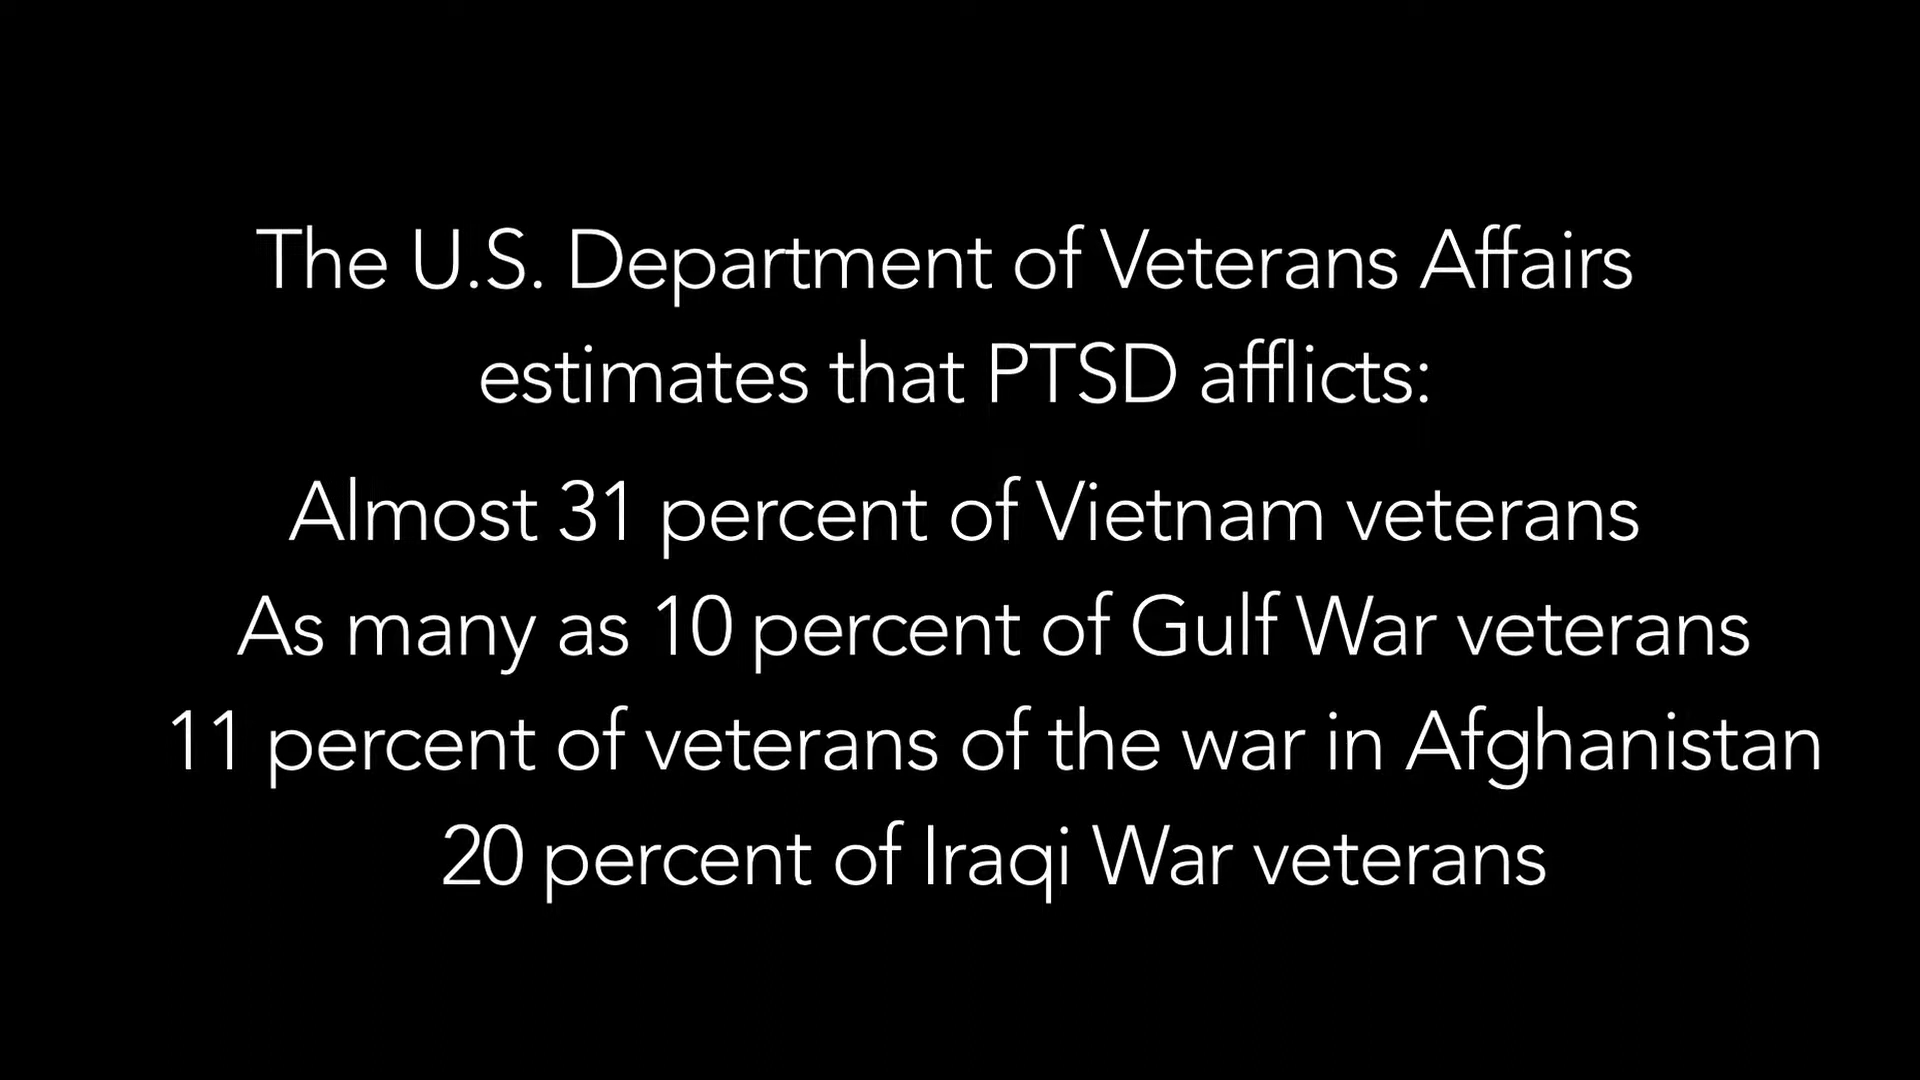 The U.S. Department of Veterans Affairs
estimates that PTSD afflicts:
Almost 31 percent of Vietnam veterans
As many as 10 percent of Gulf War veterans
11 percent of veterans of the war in Afghanistan
20 percent of Iraqi War veterans